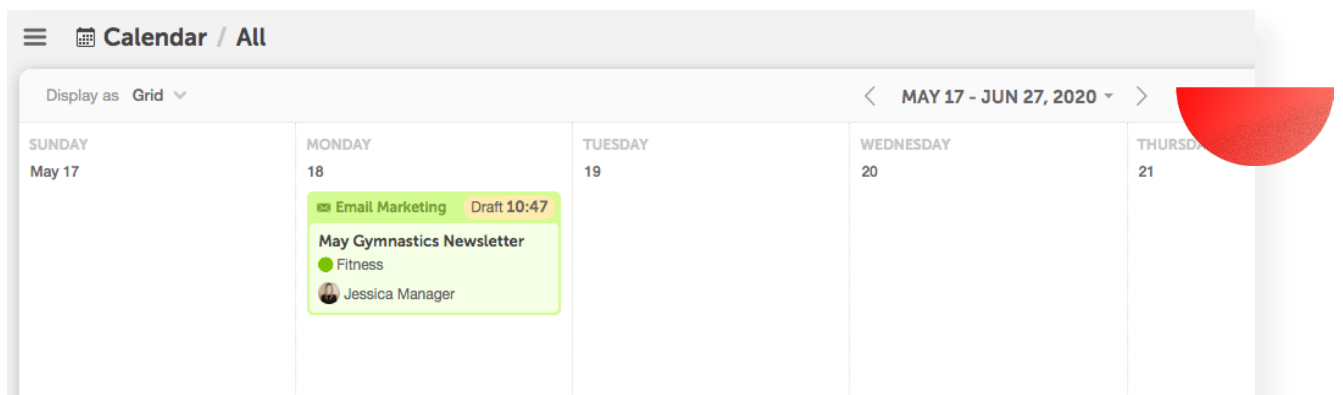 Calendar / All
Display as Grid
MAY 17 - JUN 27, 2020
SUNDAY MONDAY TUESDAY WEDNESDAY
May 17 18 19 20 21
Email Marketing Draft 10:47
May Gymnastics Newsletter
Fitness
Jessica Manager